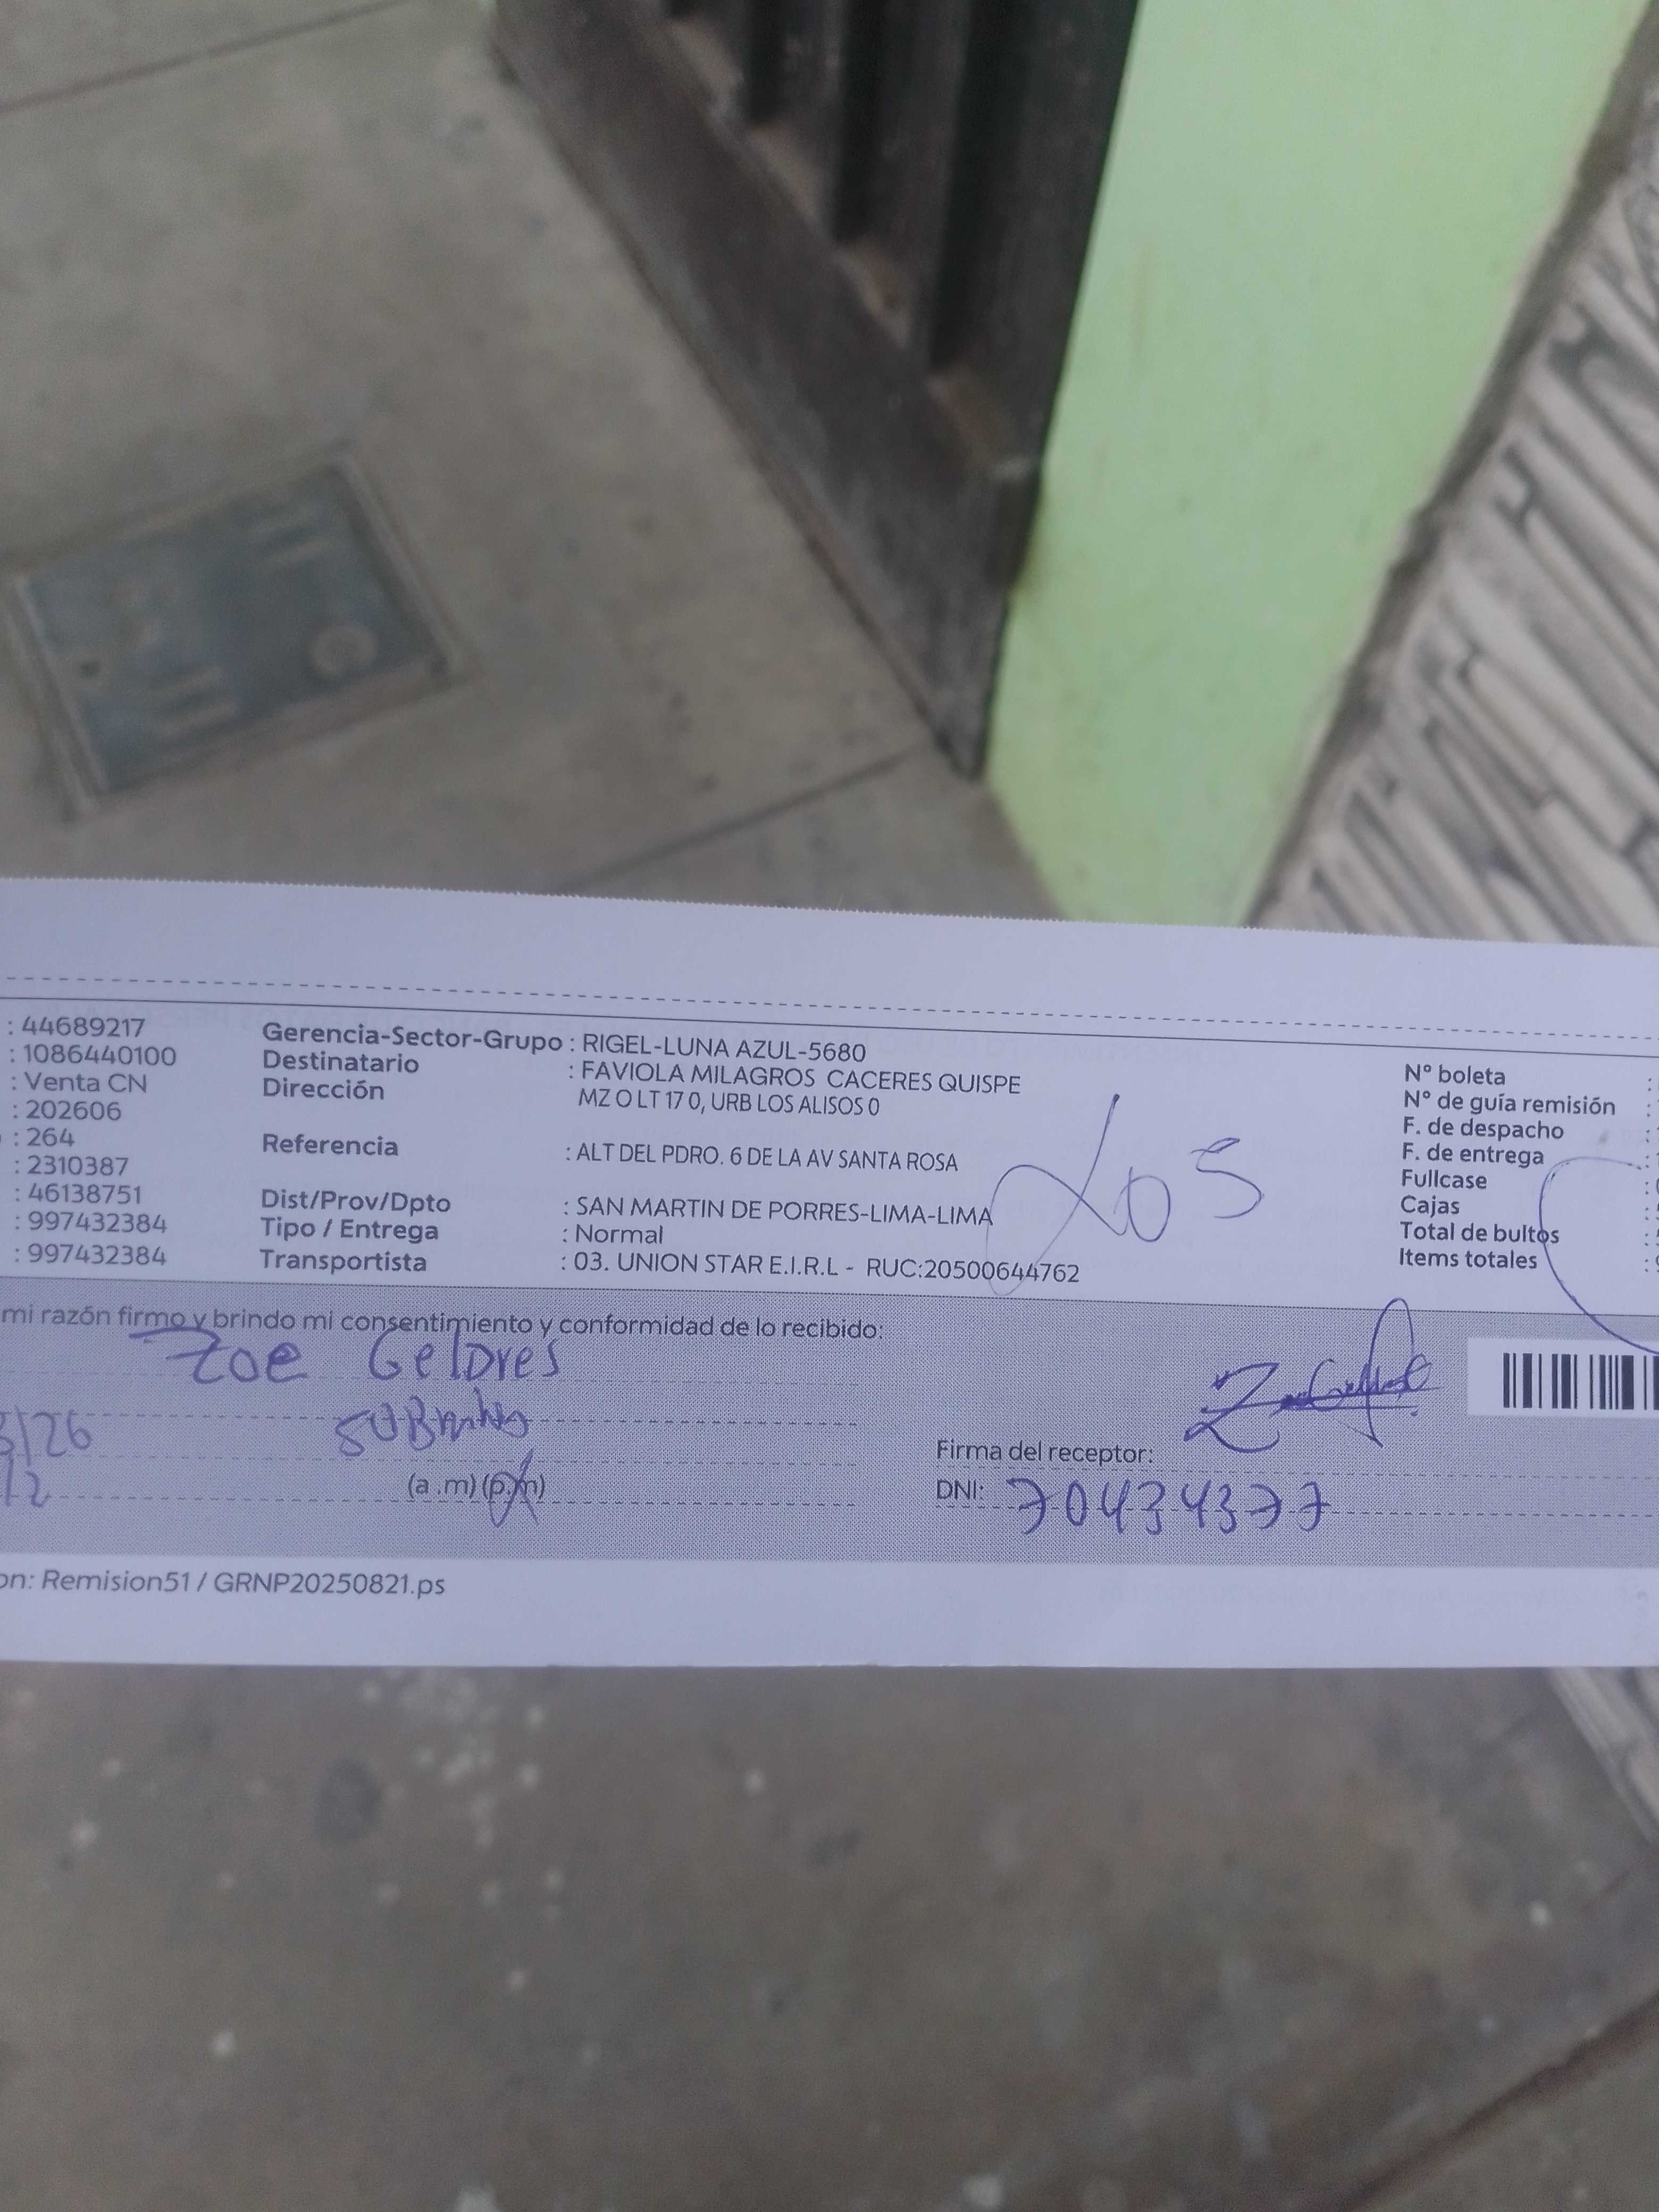 : 44689217
: 1086440100
: Venta CN
: 202606
: 264
: 2310387
: 46138751
: 997432384
: 997432384
Gerencia-Sector-Grupo : RIGEL-LUNA AZUL-5680
Destinatario : FAVIOLA MILAGROS CACERES QUISPE
Dirección MZ O LT 17 0, URB LOS ALISOS 0
Referencia : ALT DEL PDRO. 6 DE LA AV SANTA ROSA
Dist/Prov/Dpto : SAN MARTIN DE PORRES-LIMA-LIMA
Tipo / Entrega : Normal
Transportista : 03. UNION STAR E.I.R.L - RUC:20500644762
N° boleta :
N° de guía remisión :
F. de despacho :
F. de entrega :
Fullcase :
Cajas :
Total de bultos :
Items totales :
mi razón firmo y brindo mi consentimiento y conformidad de lo recibido:
Zoe Geldres
/26
(a .m) (p.m)
Firma del receptor:
DNI: 70434377
on: Remision51 / GRNP20250821.ps